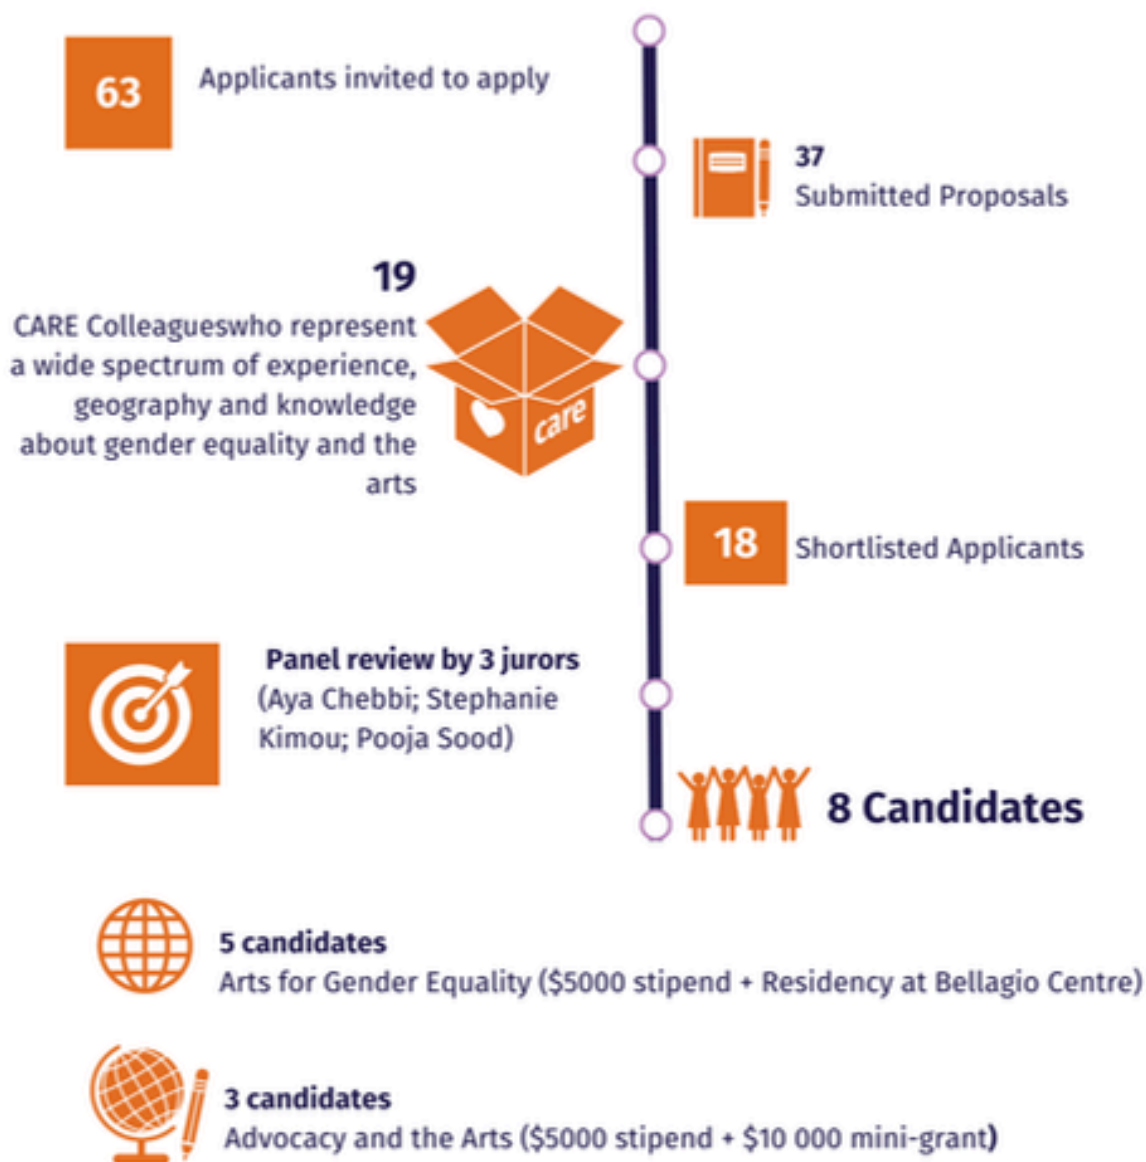 63
Applicants invited to apply
37
Submitted Proposals
19
CARE Colleagueswho represent
a wide spectrum of experience,
geography and knowledge
about gender equality and the
arts
care
18
Shortlisted Applicants
Panel review by 3 jurors
(Aya Chebbi; Stephanie
Kimou; Pooja Sood)
8 Candidates
5 candidates
Arts for Gender Equality ($5000 stipend + Residency at Bellagio Centre)
3 candidates
Advocacy and the Arts ($5000 stipend + $10 000 mini-grant)